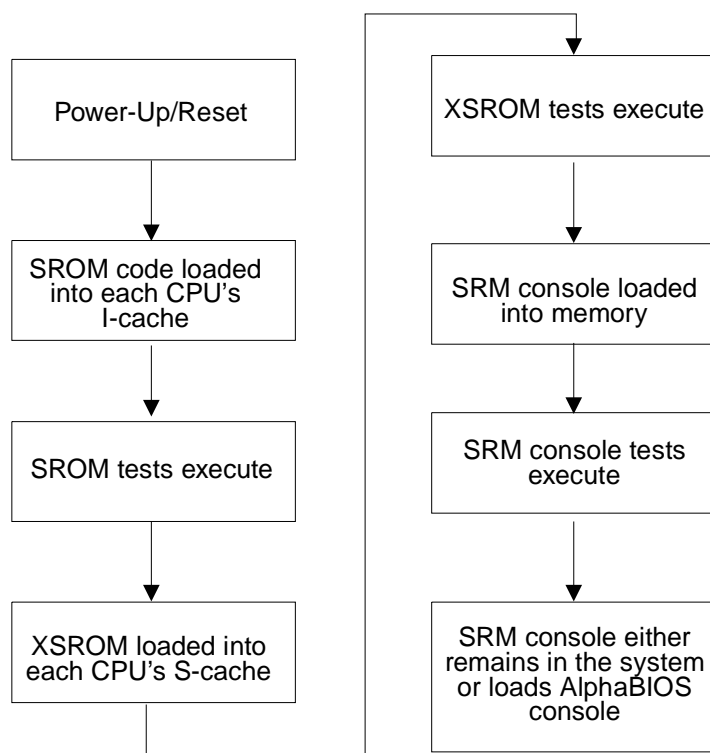 Power-Up/Reset
SROM code loaded
into each CPU’s
I-cache
SROM tests execute
XSROM loaded into
each CPU’s S-cache
XSROM tests execute
SRM console loaded
into memory
SRM console tests
execute
SRM console either
remains in the system
or loads AlphaBIOS
console